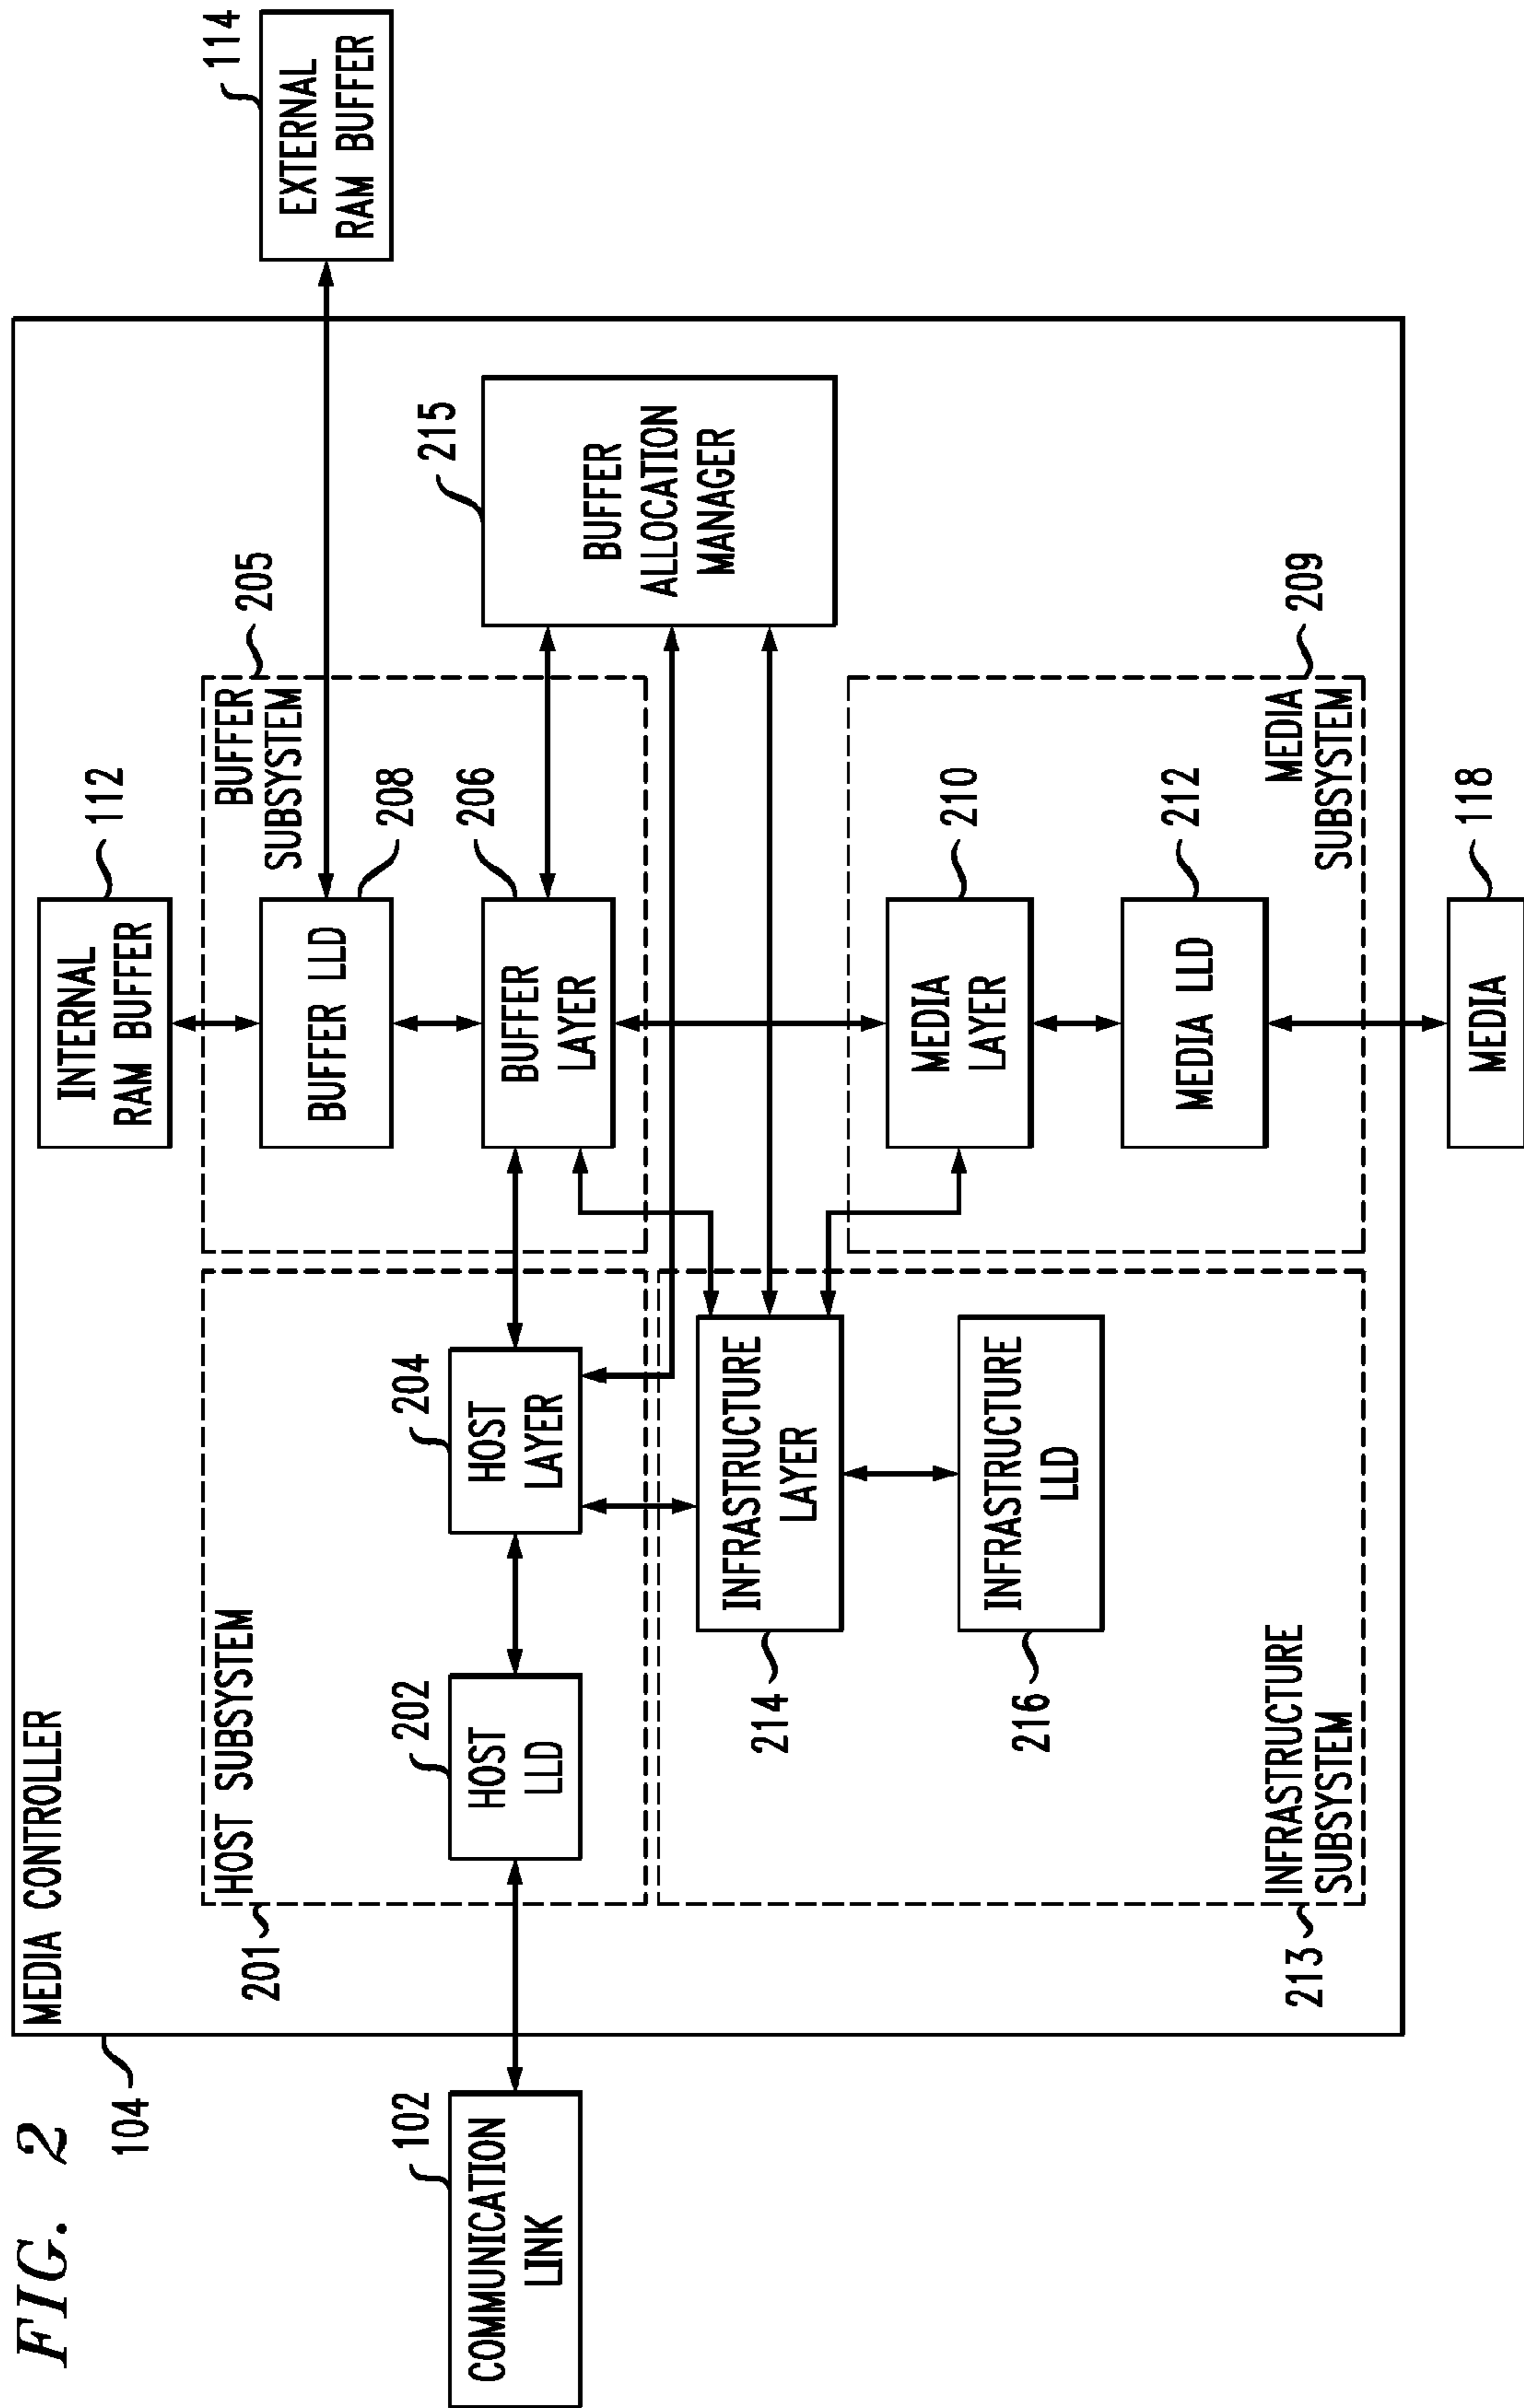 FIG. 2
MEDIA CONTROLLER
104
102
COMMUNICATION
LINK
HOST SUBSYSTEM
201
202
HOST
LLD
204
HOST
LAYER
INTERNAL
RAM BUFFER
112
BUFFER
SUBSYSTEM
205
BUFFER LLD
208
BUFFER
LAYER
206
114
EXTERNAL
RAM BUFFER
215
BUFFER
ALLOCATION
MANAGER
INFRASTRUCTURE
LAYER
214
INFRASTRUCTURE
LLD
216
INFRASTRUCTURE
SUBSYSTEM
213
MEDIA
LAYER
210
MEDIA LLD
212
MEDIA
SUBSYSTEM
209
MEDIA
118